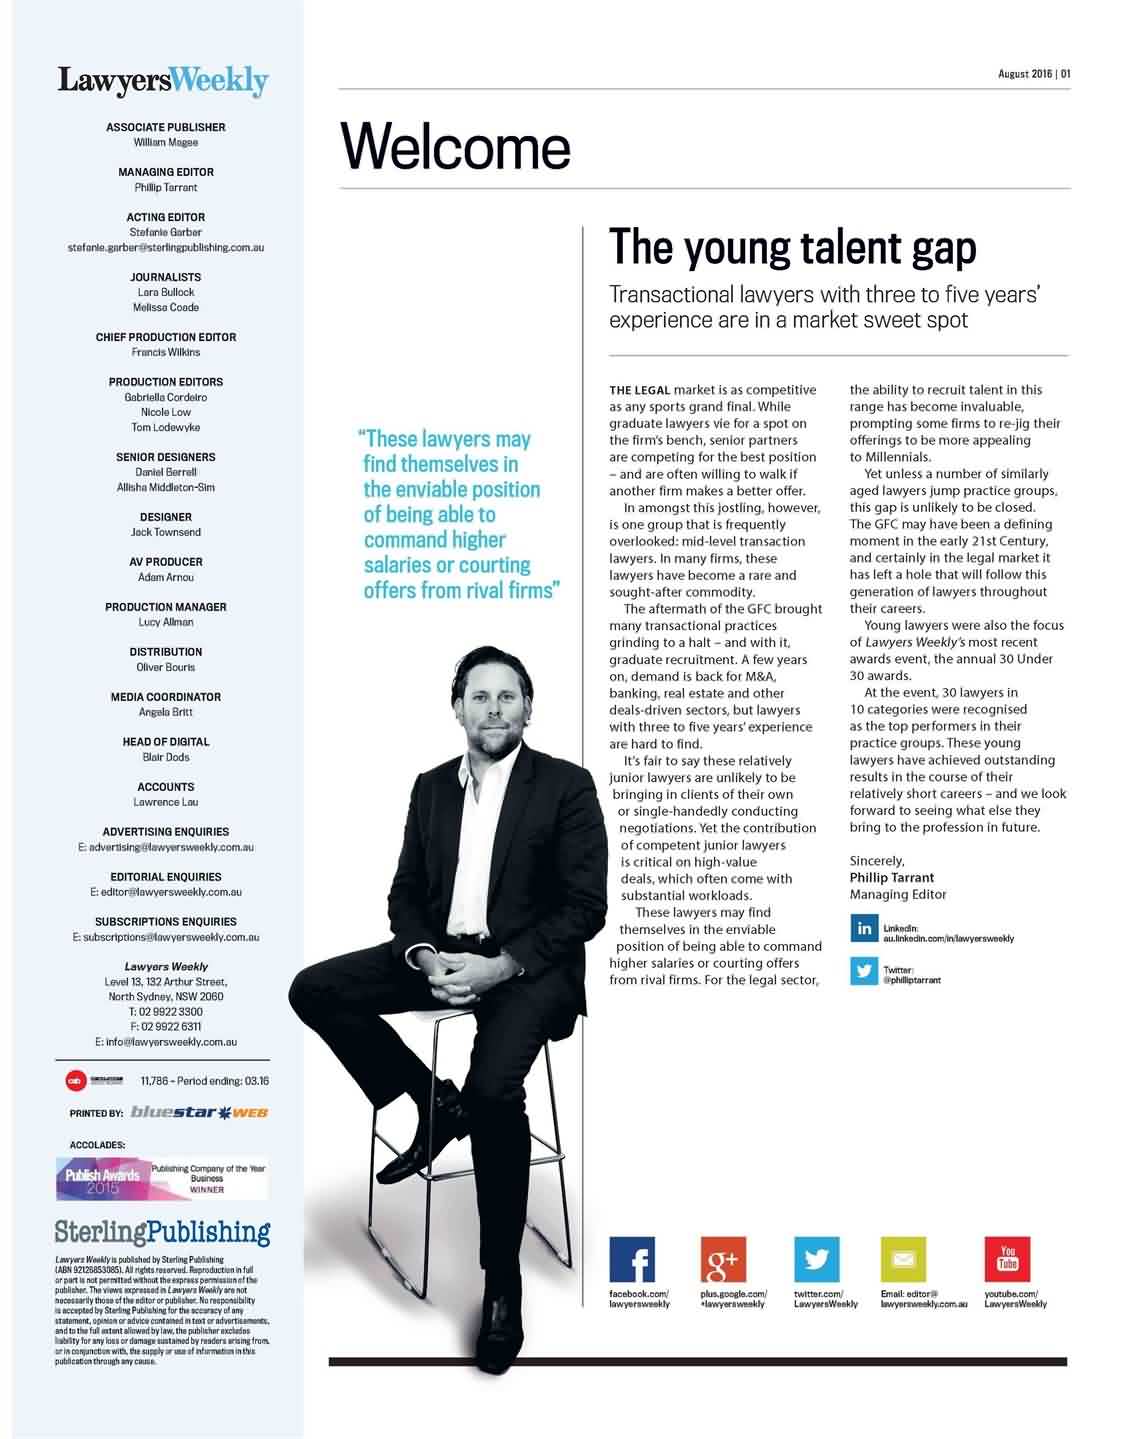 LawyersWeekly
ASSOCIATE PUBLISHER
William Magee
MANAGING EDITOR
Phillip Tarrant
ACTING EDITOR
Stefanie Garber
stefanie.garber@sterlingpublishing.com.au
JOURNALISTS
Lara Bullock
Melissa Coade
CHIEF PRODUCTION EDITOR
Francis Wilkins
PRODUCTION EDITORS
Gabriella Cordeiro
Nicole Low
Tom Lodewyke
SENIOR DESIGNERS
Daniel Berrell
Allisha Middleton-Sim
DESIGNER
Jack Townsend
AV PRODUCER
Adam Arnou
PRODUCTION MANAGER
Lucy Allman
DISTRIBUTION
Oliver Bouris
MEDIA COORDINATOR
Angela Britt
HEAD OF DIGITAL
Blair Dods
ACCOUNTS
Lawrence Lau
ADVERTISING ENQUIRIES
E: advertising@lawyersweekly.com.au
EDITORIAL ENQUIRIES
E: editor@lawyersweekly.com.au
SUBSCRIPTIONS ENQUIRIES
E: subscriptions@lawyersweekly.com.au
Lawyers Weekly
Level 13, 132 Arthur Street,
North Sydney, NSW 2060
T: 02 9922 3300
F: 02 9922 6311
E: info@lawyersweekly.com.au
cab
11,786 - Period ending: 03.16
PRINTED BY: bluestar WEB
ACCOLADES:
Publish Awards
2015
Publishing Company of the Year
Business
WINNER
SterlingPublishing
Lawyers Weekly is published by Sterling Publishing
(ABN 92126853085). All rights reserved. Reproduction in full
or part is not permitted without the express permission of the
publisher. The views expressed in Lawyers Weekly are not
necessarily those of the editor or publisher. No responsibility
is accepted by Sterling Publishing for the accuracy of any
statement, opinion or advice contained in text or advertisements,
and to the full extent allowed by law, the publisher excludes
liability for any loss or damage sustained by readers arising from,
or in conjunction with, the supply or use of information in this
publication through any cause.
August 2016 | 01
Welcome
"These lawyers may
find themselves in
the enviable position
of being able to
command higher
salaries or courting
offers from rival firms"
The young talent gap
Transactional lawyers with three to five years'
experience are in a market sweet spot
THE LEGAL market is as competitive
as any sports grand final. While
graduate lawyers vie for a spot on
the firm's bench, senior partners
are competing for the best position
– and are often willing to walk if
another firm makes a better offer.
In amongst this jostling, however,
is one group that is frequently
overlooked: mid-level transaction
lawyers. In many firms, these
lawyers have become a rare and
sought-after commodity.
The aftermath of the GFC brought
many transactional practices
grinding to a halt – and with it,
graduate recruitment. A few years
on, demand is back for M&A,
banking, real estate and other
deals-driven sectors, but lawyers
with three to five years' experience
are hard to find.
It's fair to say these relatively
junior lawyers are unlikely to be
bringing in clients of their own
or single-handedly conducting
negotiations. Yet the contribution
of competent junior lawyers
is critical on high-value
deals, which often come with
substantial workloads.
These lawyers may find
themselves in the enviable
position of being able to command
higher salaries or courting offers
from rival firms. For the legal sector,
the ability to recruit talent in this
range has become invaluable,
prompting some firms to re-jig their
offerings to be more appealing
to Millennials.
Yet unless a number of similarly
aged lawyers jump practice groups,
this gap is unlikely to be closed.
The GFC may have been a defining
moment in the early 21st Century,
and certainly in the legal market it
has left a hole that will follow this
generation of lawyers throughout
their careers.
Young lawyers were also the focus
of Lawyers Weekly's most recent
awards event, the annual 30 Under
30 awards.
At the event, 30 lawyers in
10 categories were recognised
as the top performers in their
practice groups. These young
lawyers have achieved outstanding
results in the course of their
relatively short careers – and we look
forward to seeing what else they
bring to the profession in future.
Sincerely,
Phillip Tarrant
Managing Editor
in
LinkedIn:
au.linkedin.com/in/lawyersweekly
Twitter:
@philliptarrant
f
facebook.com/
lawyersweekly
g+
plus.google.com/
+lawyersweekly
twitter.com/
LawyersWeekly
Email: editor@
lawyersweekly.com.au
You
Tube
youtube.com/
LawyersWeekly